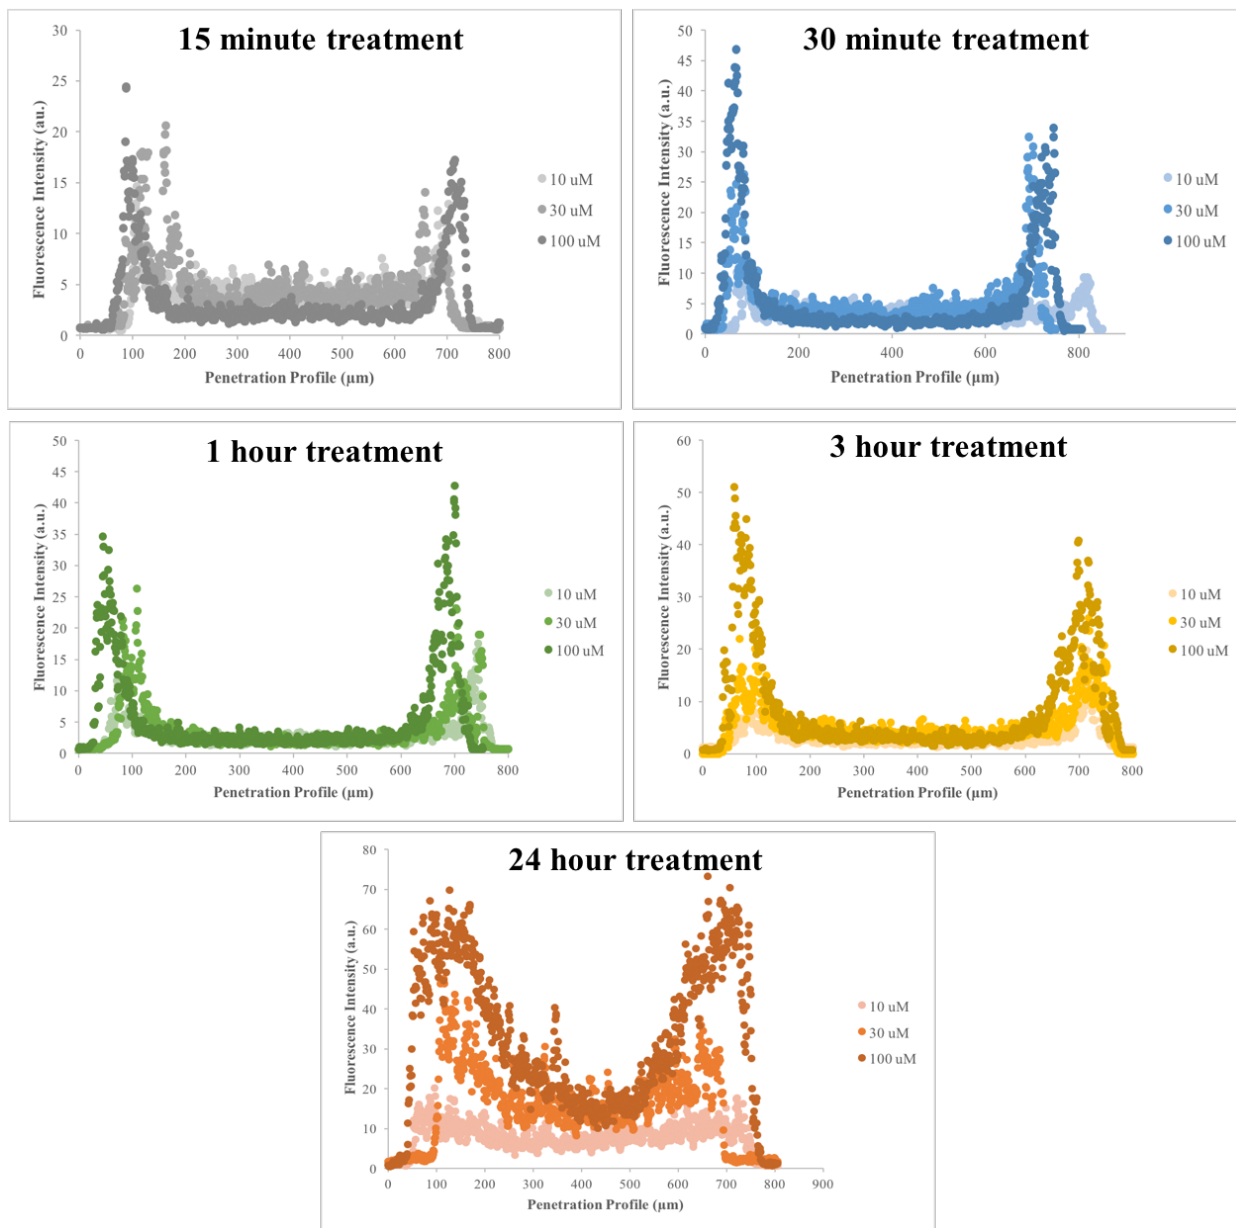 15 minute treatment
30
25
20
15
10
5
0
Fluorescence Intensity (au.)
0 100 200 300 400 500 600 700 800
Penetration Profile (µm)
10 uM
30 uM
100 uM
30 minute treatment
50
45
40
35
30
25
20
15
10
5
0
Fluorescence Intensity (a.u.)
0 200 400 600 800
Penetration Profile (µm)
10 uM
30 uM
100 uM
1 hour treatment
50
45
40
35
30
25
20
15
10
5
0
Fluorescence Intensity (a.u.)
0 100 200 300 400 500 600 700 800
Penetration Profile (µm)
10 uM
30 uM
100 uM
3 hour treatment
60
50
40
30
20
10
0
Fluorescence Intensity (a.u.)
0 100 200 300 400 500 600 700 800
Penetration Profile (µm)
10 uM
30 uM
100 uM
24 hour treatment
80
70
60
50
40
30
20
10
0
Fluorescence Intensity (a.u.)
0 100 200 300 400 500 600 700 800 900
Penetration Profile (µm)
10 uM
30 uM
100 uM